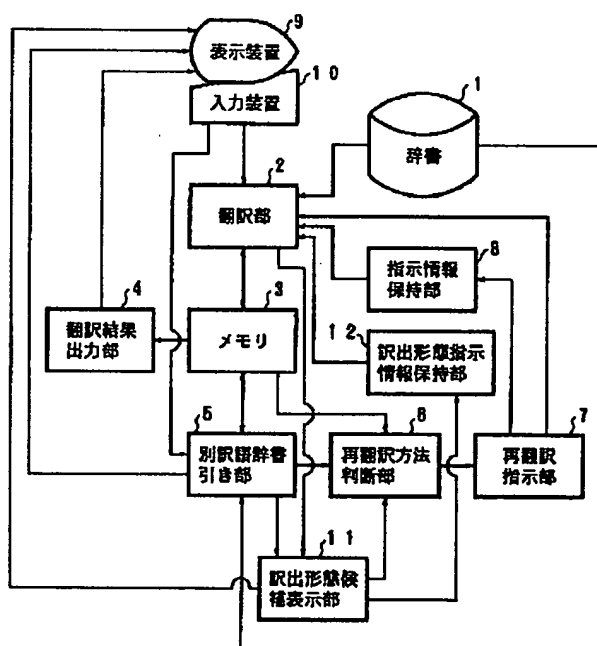 9
表示装置
10
入力装置
1
辞書
2
翻訳部
8
指示情報
保持部
4
翻訳結果
出力部
3
メモリ
12
訳出形態指示
情報保持部
5
別訳語辞書
引き部
6
再翻訳方法
判断部
7
再翻訳
指示部
11
訳出形態候
補表示部